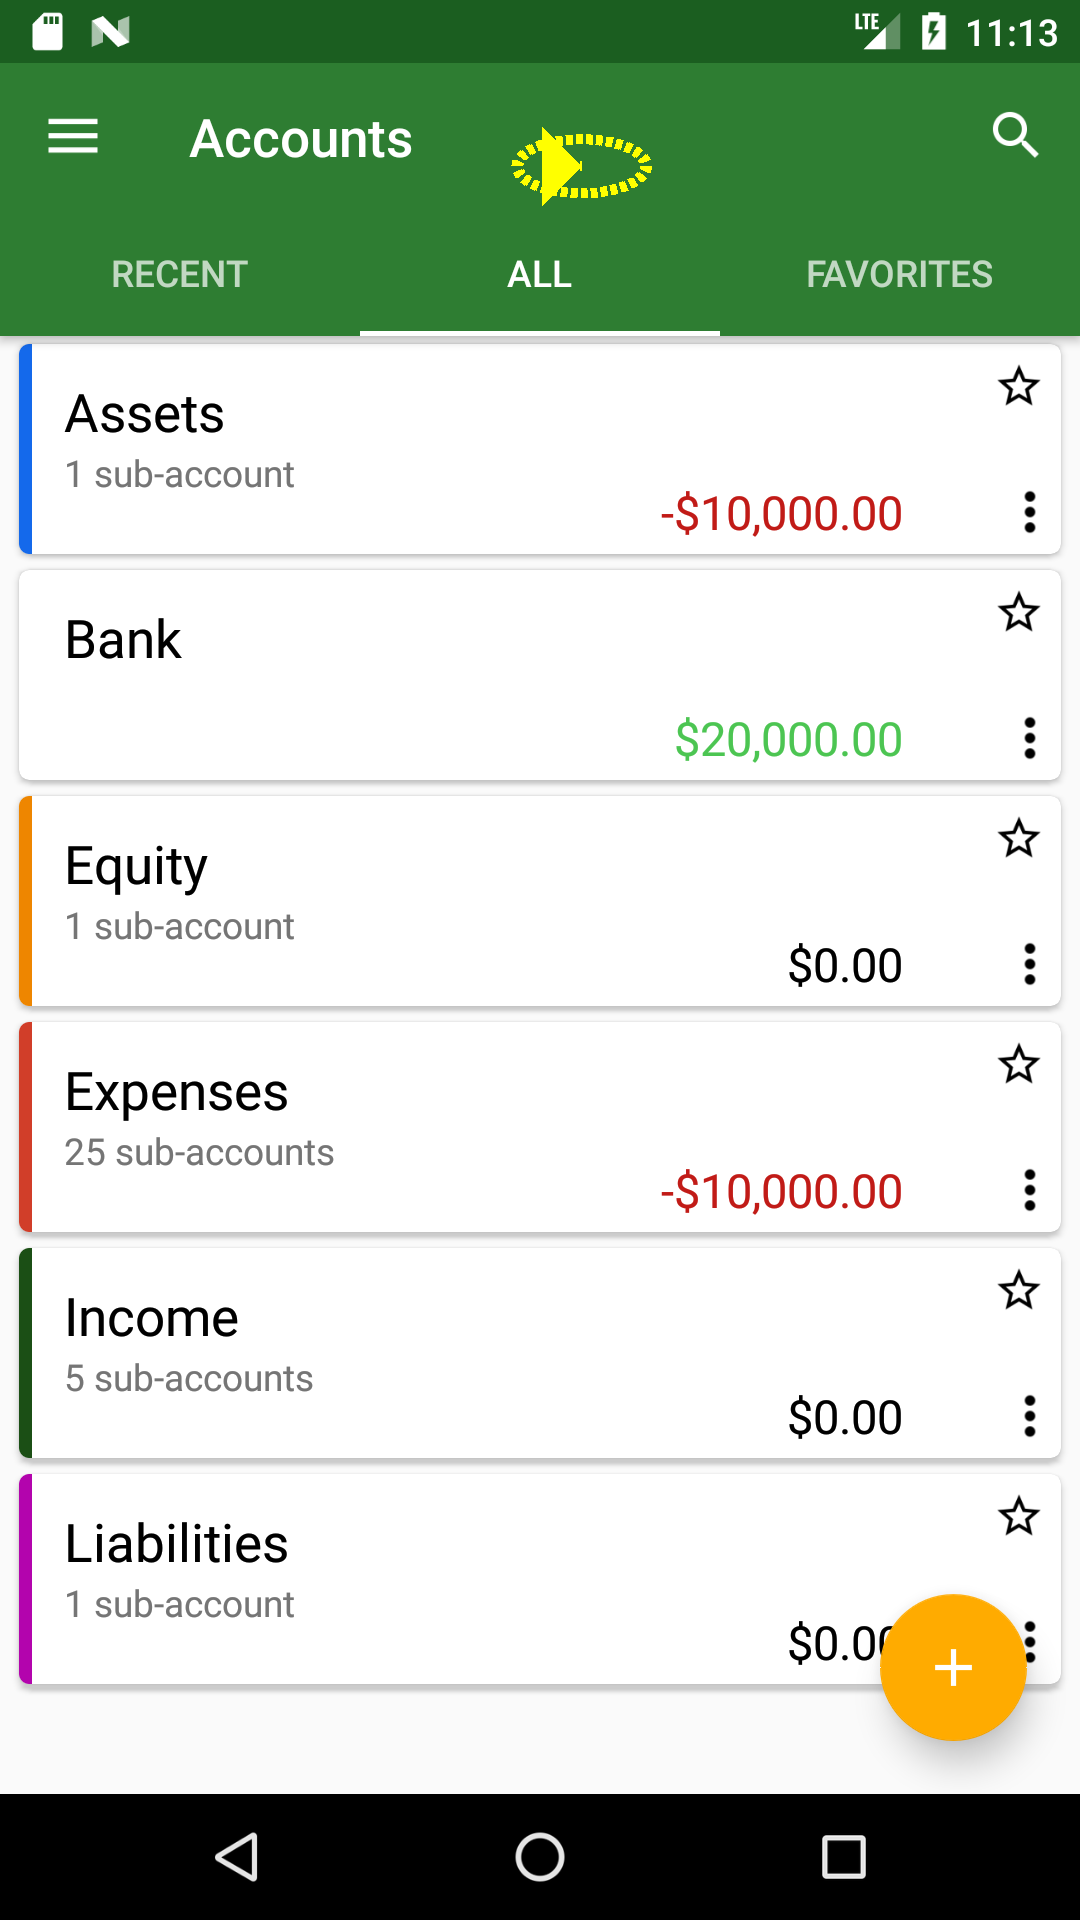 LTE 11:13
Accounts
RECENT ALL FAVORITES
Assets
1 sub-account
-$10,000.00
Bank
$20,000.00
Equity
1 sub-account
$0.00
Expenses
25 sub-accounts
-$10,000.00
Income
5 sub-accounts
$0.00
Liabilities
1 sub-account
$0.00